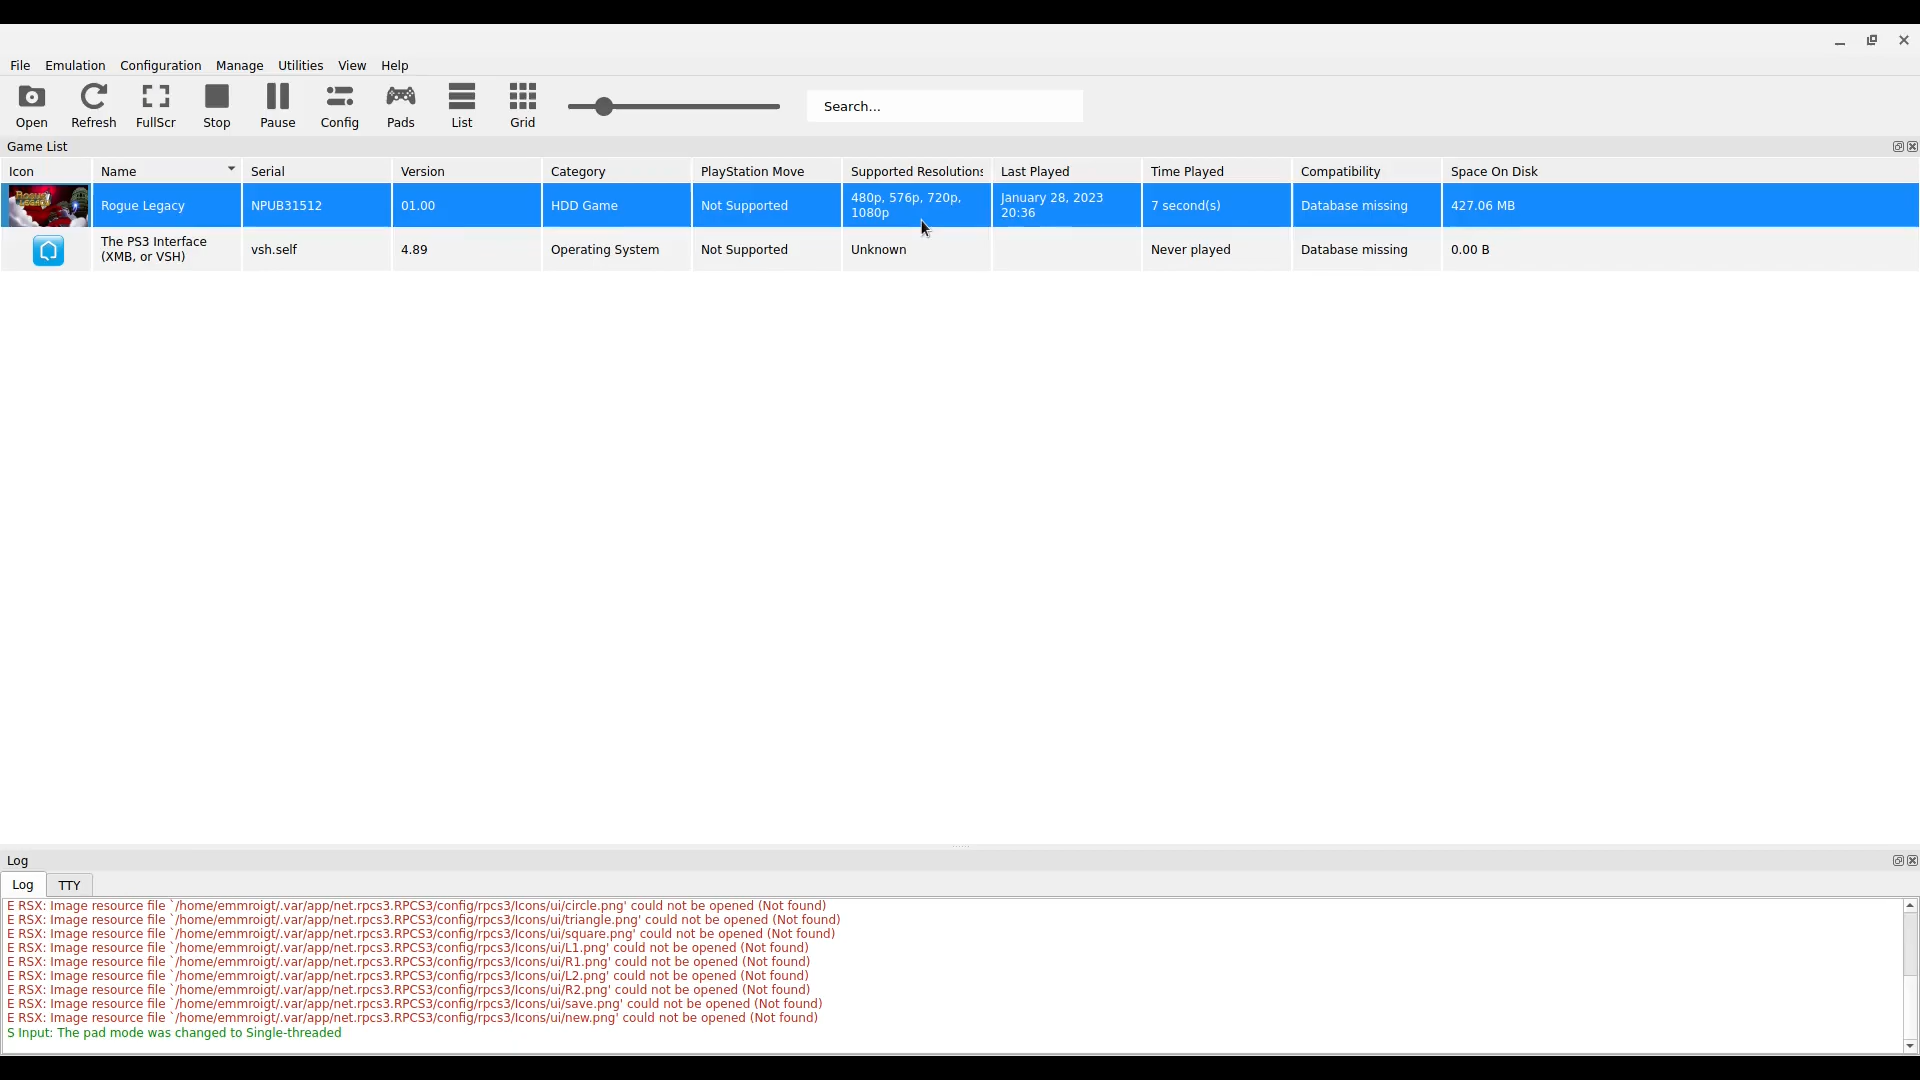 File Emulation Configuration Manage Utilities View Help
Open Refresh FullScr Stop Pause Config Pads List Grid Search...
Game List
Icon Name Serial Version Category PlayStation Move Supported Resolutions Last Played Time Played Compatibility Space On Disk
ROGUE LEGACY
Rogue Legacy NPUB31512 01.00 HDD Game Not Supported 480p, 576p, 720p, 1080p January 28, 2023 20:36 7 second(s) Database missing 427.06 MB
The PS3 Interface (XMB, or VSH) vsh.self 4.89 Operating System Not Supported Unknown Never played Database missing 0.00 B
Log
Log TTY
E RSX: Image resource file `/home/emmroigt/.var/app/net.rpcs3.RPCS3/config/rpcs3/Icons/ui/circle.png' could not be opened (Not found)
E RSX: Image resource file `/home/emmroigt/.var/app/net.rpcs3.RPCS3/config/rpcs3/Icons/ui/triangle.png' could not be opened (Not found)
E RSX: Image resource file `/home/emmroigt/.var/app/net.rpcs3.RPCS3/config/rpcs3/Icons/ui/square.png' could not be opened (Not found)
E RSX: Image resource file `/home/emmroigt/.var/app/net.rpcs3.RPCS3/config/rpcs3/Icons/ui/L1.png' could not be opened (Not found)
E RSX: Image resource file `/home/emmroigt/.var/app/net.rpcs3.RPCS3/config/rpcs3/Icons/ui/R1.png' could not be opened (Not found)
E RSX: Image resource file `/home/emmroigt/.var/app/net.rpcs3.RPCS3/config/rpcs3/Icons/ui/L2.png' could not be opened (Not found)
E RSX: Image resource file `/home/emmroigt/.var/app/net.rpcs3.RPCS3/config/rpcs3/Icons/ui/R2.png' could not be opened (Not found)
E RSX: Image resource file `/home/emmroigt/.var/app/net.rpcs3.RPCS3/config/rpcs3/Icons/ui/save.png' could not be opened (Not found)
E RSX: Image resource file `/home/emmroigt/.var/app/net.rpcs3.RPCS3/config/rpcs3/Icons/ui/new.png' could not be opened (Not found)
S Input: The pad mode was changed to Single-threaded